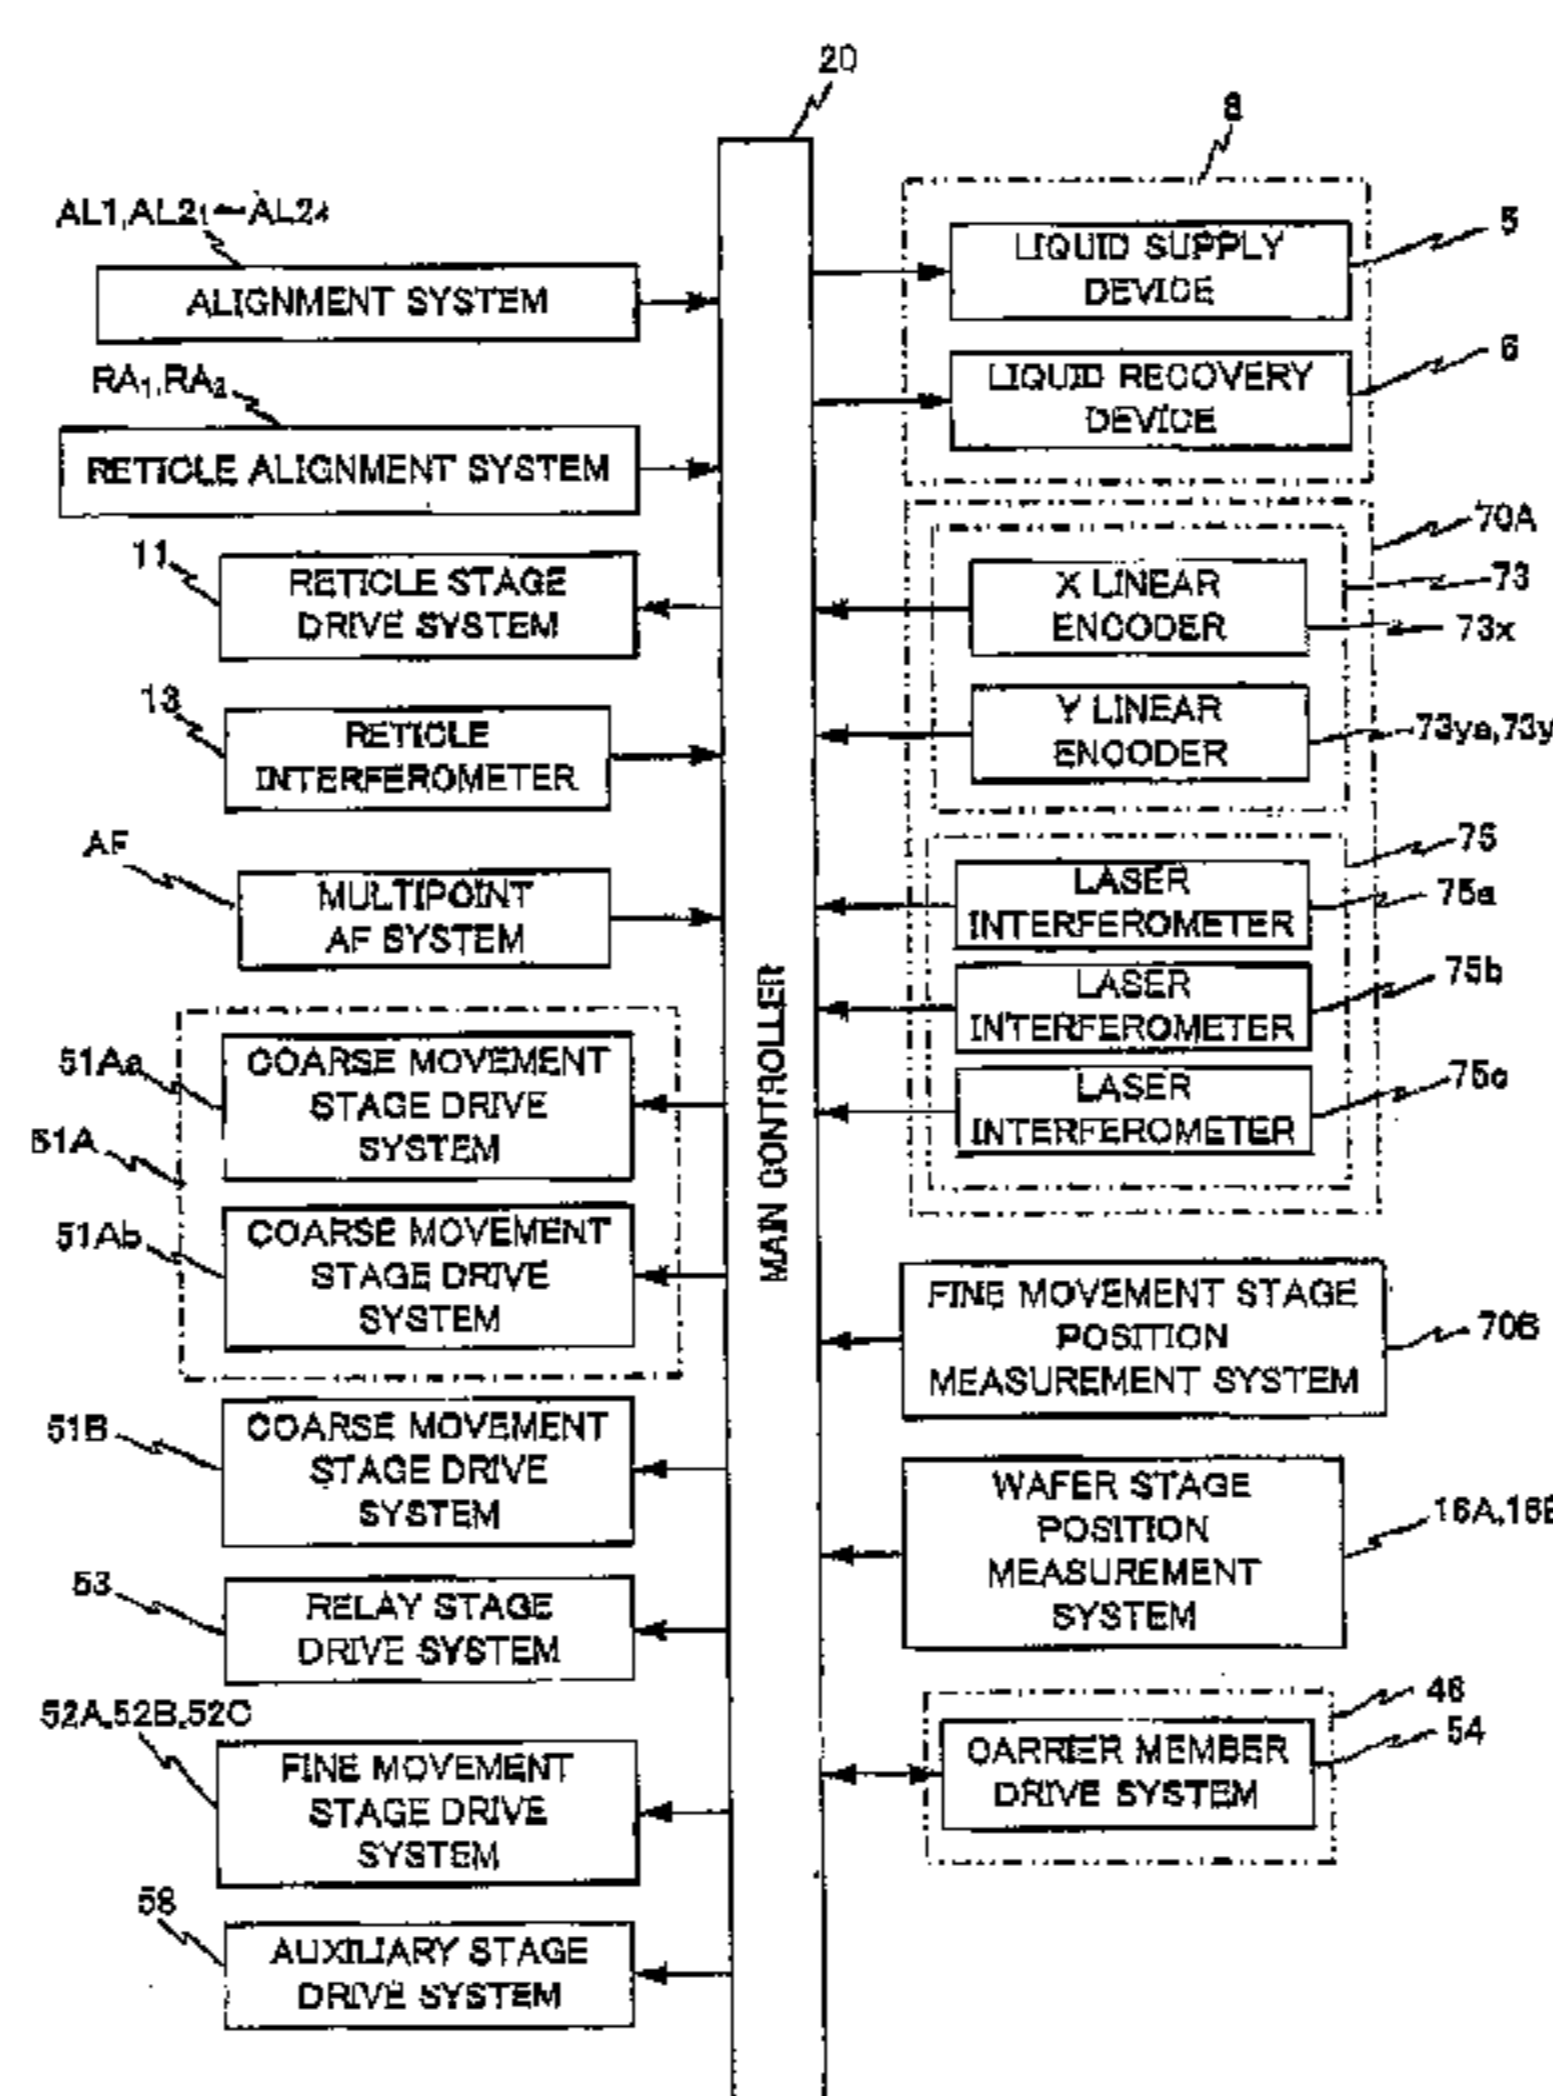 20
8
AL1,AL2₁~AL2₄
ALIGNMENT SYSTEM
RA₁,RA₂
RETICLE ALIGNMENT SYSTEM
11
RETICLE STAGE
DRIVE SYSTEM
13
RETICLE
INTERFEROMETER
AF
MULTIPOINT
AF SYSTEM
51Aa
COARSE MOVEMENT
STAGE DRIVE
SYSTEM
51A
51Ab
COARSE MOVEMENT
STAGE DRIVE
SYSTEM
51B
COARSE MOVEMENT
STAGE DRIVE
SYSTEM
53
RELAY STAGE
DRIVE SYSTEM
52A,52B,52C
FINE MOVEMENT
STAGE DRIVE
SYSTEM
58
AUXILIARY STAGE
DRIVE SYSTEM
MAIN CONTROLLER
LIQUID SUPPLY
DEVICE
5
LIQUID RECOVERY
DEVICE
6
70A
73
X LINEAR
ENCODER
73x
Y LINEAR
ENCODER
73ya,73y
75
LASER
INTERFEROMETER
75a
LASER
INTERFEROMETER
75b
LASER
INTERFEROMETER
75c
FINE MOVEMENT STAGE
POSITION
MEASUREMENT SYSTEM
70B
WAFER STAGE
POSITION
MEASUREMENT
SYSTEM
16A,16B
46
CARRIER MEMBER
DRIVE SYSTEM
54